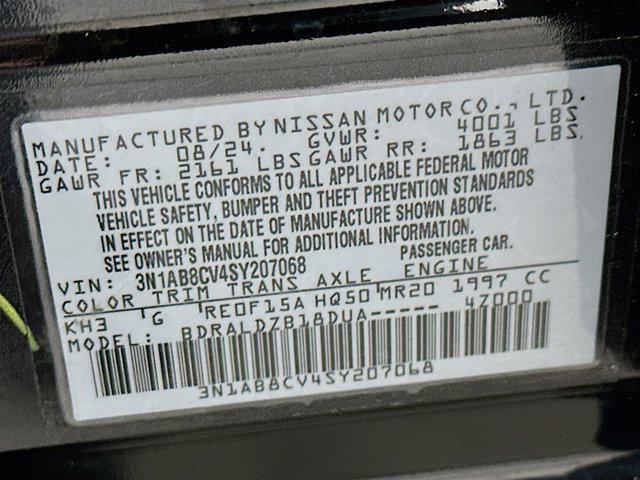 MANUFACTURED BY NISSAN MOTOR CO., LTD.
DATE: 08/24. GVWR: 4001 LBS
GAWR FR: 2161 LBS GAWR RR: 1863 LBS.
THIS VEHICLE CONFORMS TO ALL APPLICABLE FEDERAL MOTOR
VEHICLE SAFETY, BUMPER AND THEFT PREVENTION STANDARDS
IN EFFECT ON THE DATE OF MANUFACTURE SHOWN ABOVE.
SEE OWNER'S MANUAL FOR ADDITIONAL INFORMATION.
VIN: 3N1AB8CV4SY207068 PASSENGER CAR.
COLOR TRIM TRANS AXLE ENGINE
KH3 G RE0F15A HQ50 MR20 1997 CC
MODEL: BDRALDZB18DUA----- 4Z000
3N1AB8CV4SY207068